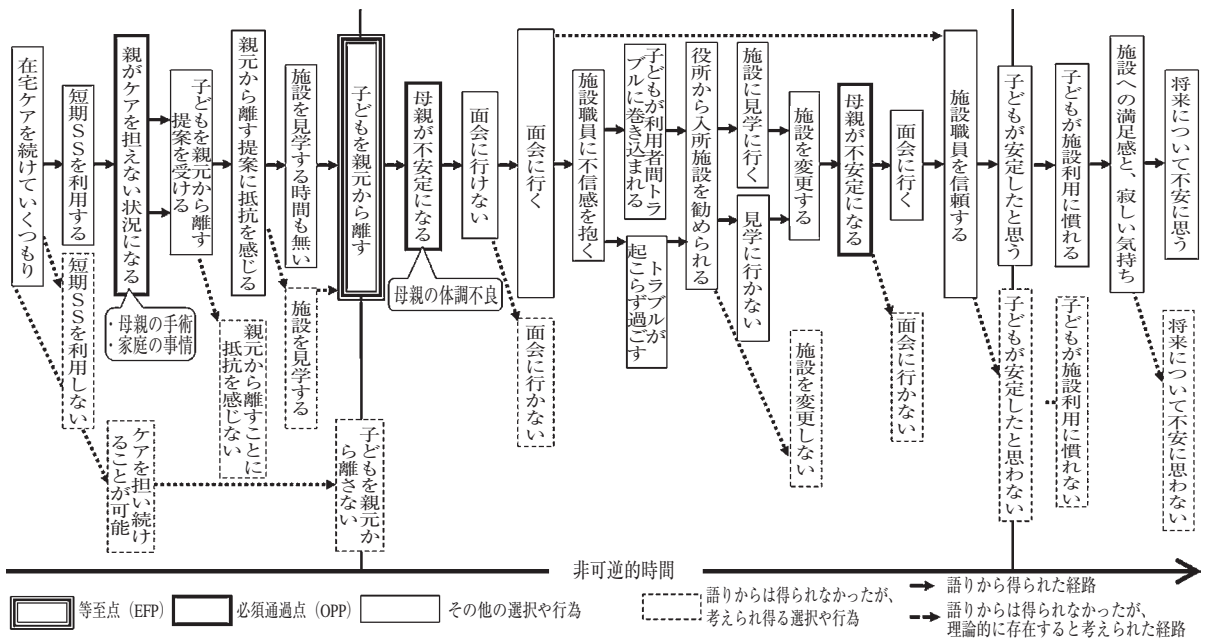 在宅ケアを続けていくつもり
短期SSを利用する
短期SSを利用しない
親がケアを担えない状況になる
・母親の手術
・家庭の事情
ケアを担い続け
ることが可能
子どもを親元から離す
提案を受ける
親元から離す提案に抵抗を感じる
親元から離すことに
抵抗を感じない
施設を見学する時間も無い
施設を見学する
子どもを親元から離す
子どもを親元か
ら離さない
母親が不安定になる
母親の体調不良
面会に行けない
面会に行く
面会に行かない
施設職員に不信感を抱く
子どもが利用者間トラ
ブルに巻き込まれる
トラブルが
起こらず過ごす
役所から入所施設を勧められる
施設に見学に行く
見学に行かない
施設を変更する
施設を変更しない
母親が不安定になる
面会に行く
面会に行かない
施設職員を信頼する
子どもが安定したと思う
子どもが安定したと思わない
子どもが施設利用に慣れる
子どもが施設利用に慣れない
施設への満足感と、寂しい気持ち
将来について不安に思う
将来について不安に思わない
非可逆的時間
等至点（EFP）
必須通過点（OPP）
その他の選択や行為
語りからは得られなかったが、
考えられ得る選択や行為
語りから得られた経路
語りからは得られなかったが、
理論的に存在すると考えられた経路